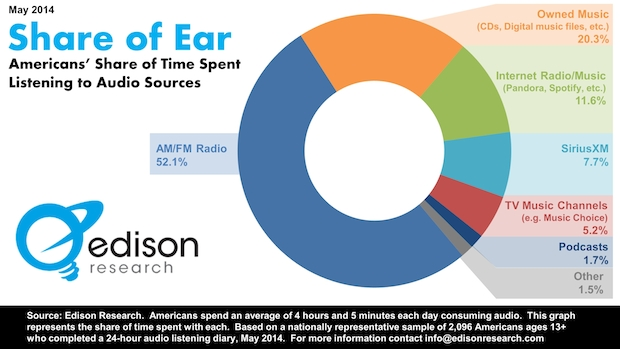 May 2014
Share of Ear
Americans' Share of Time Spent
Listening to Audio Sources
Owned Music
(CDs, Digital music files, etc.)
20.3%
Internet Radio/Music
(Pandora, Spotify, etc.)
11.6%
AM/FM Radio
52.1%
SiriusXM
7.7%
TV Music Channels
(e.g. Music Choice)
5.2%
Podcasts
1.7%
Other
1.5%
edison
research
Source: Edison Research. Americans spend an average of 4 hours and 5 minutes each day consuming audio. This graph
represents the share of time spent with each. Based on a nationally representative sample of 2,096 Americans ages 13+
who completed a 24-hour audio listening diary, May 2014. For more information contact info@edisonresearch.com